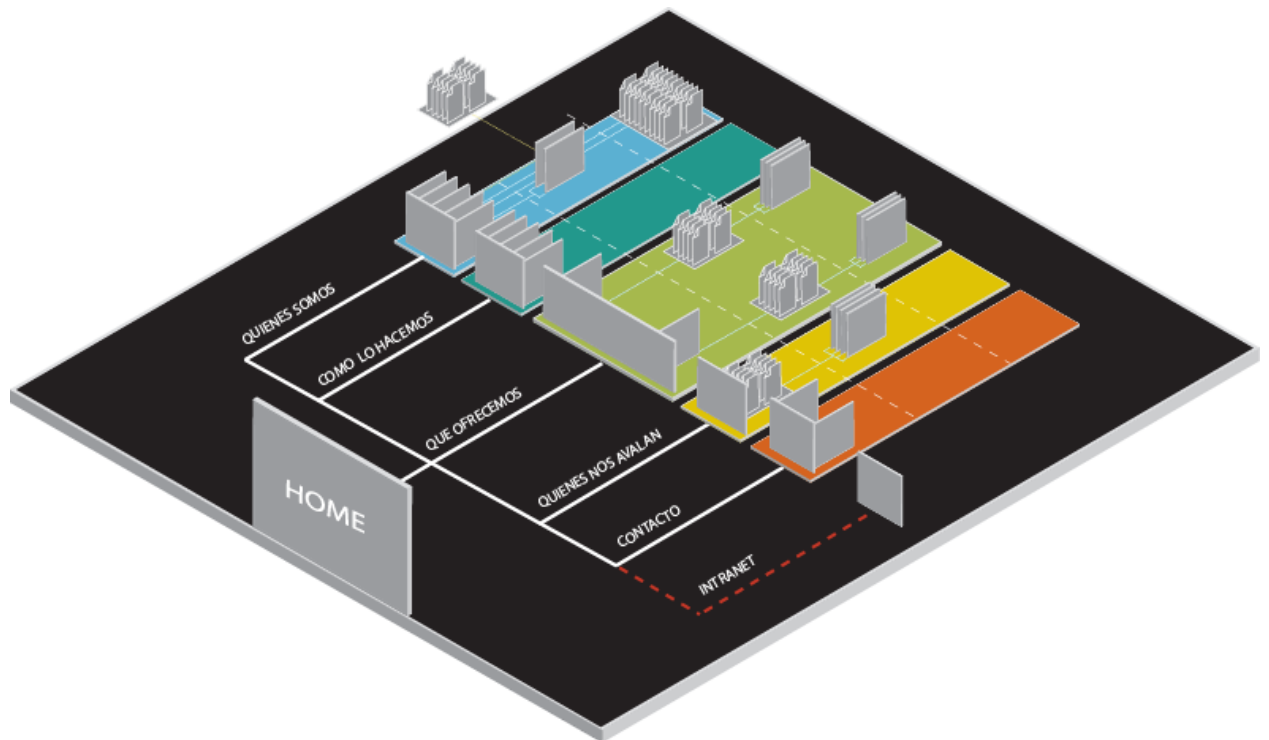 QUIENES SOMOS
COMO LO HACEMOS
QUE OFRECEMOS
QUIENES NOS AVALAN
CONTACTO
INTRANET
HOME